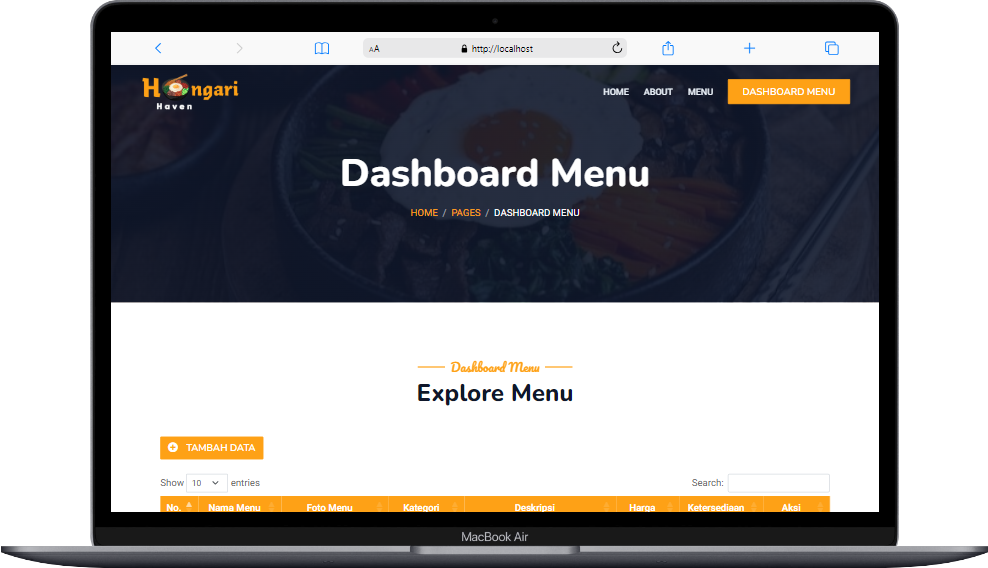 AA http://localhost
Hongari
Haven
HOME ABOUT MENU DASHBOARD MENU
Dashboard Menu
HOME / PAGES / DASHBOARD MENU
Dashboard Menu
Explore Menu
TAMBAH DATA
Show 10 entries Search:
No. Nama Menu Foto Menu Kategori Deskripsi Harga Ketersediaan Aksi
MacBook Air